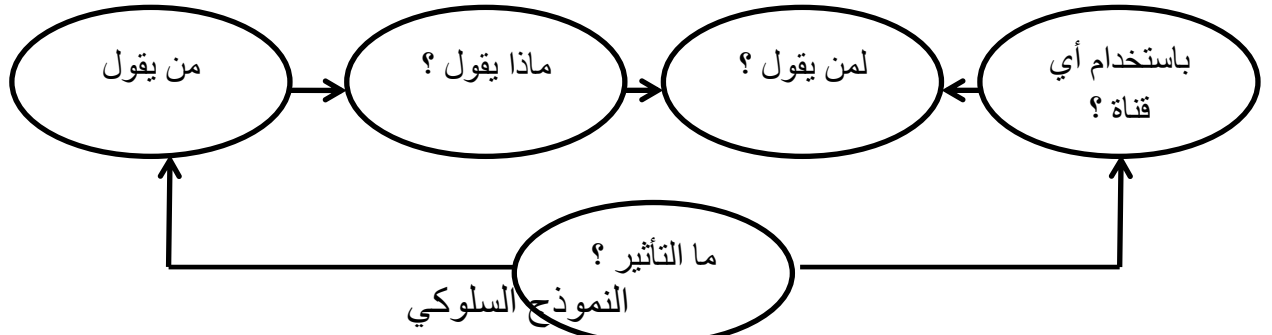 من يقول
ماذا يقول ؟
لمن يقول ؟
باستخدام أي
قناة ؟
ما التأثير ؟
النموذج السلوكي